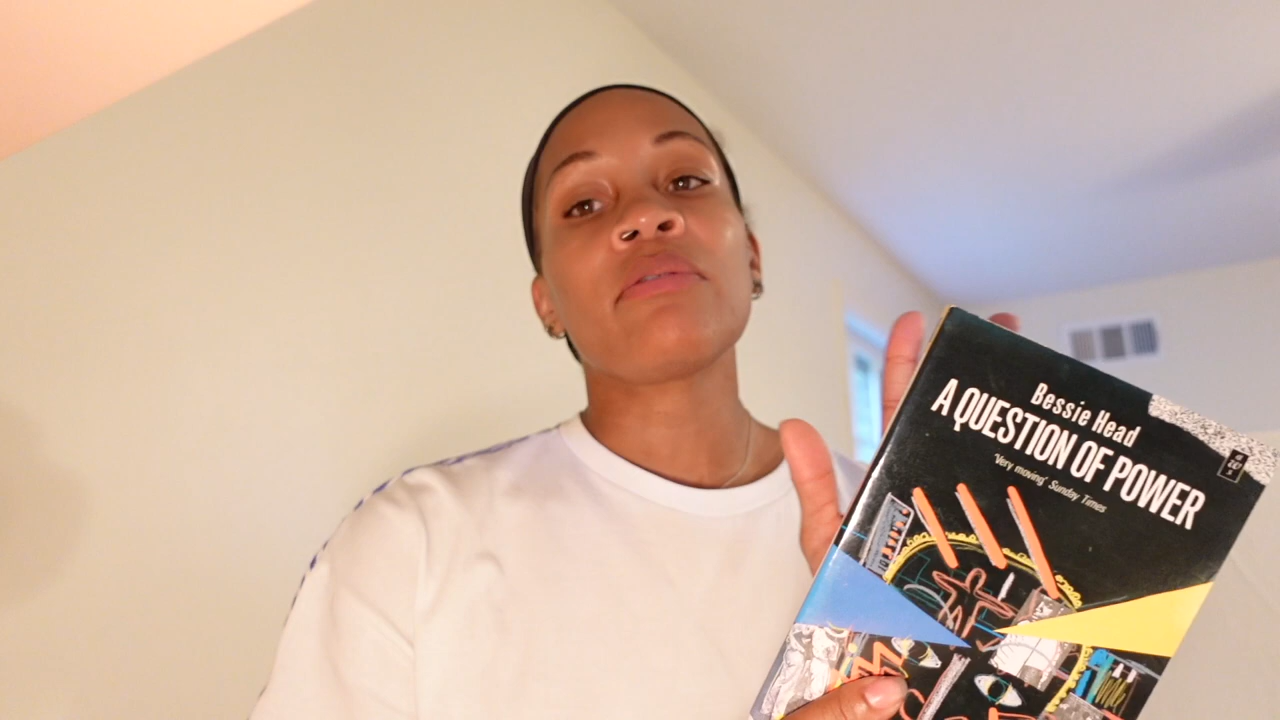 Bessie Head
A QUESTION OF POWER
'Very moving' Sunday Times
a
w
s